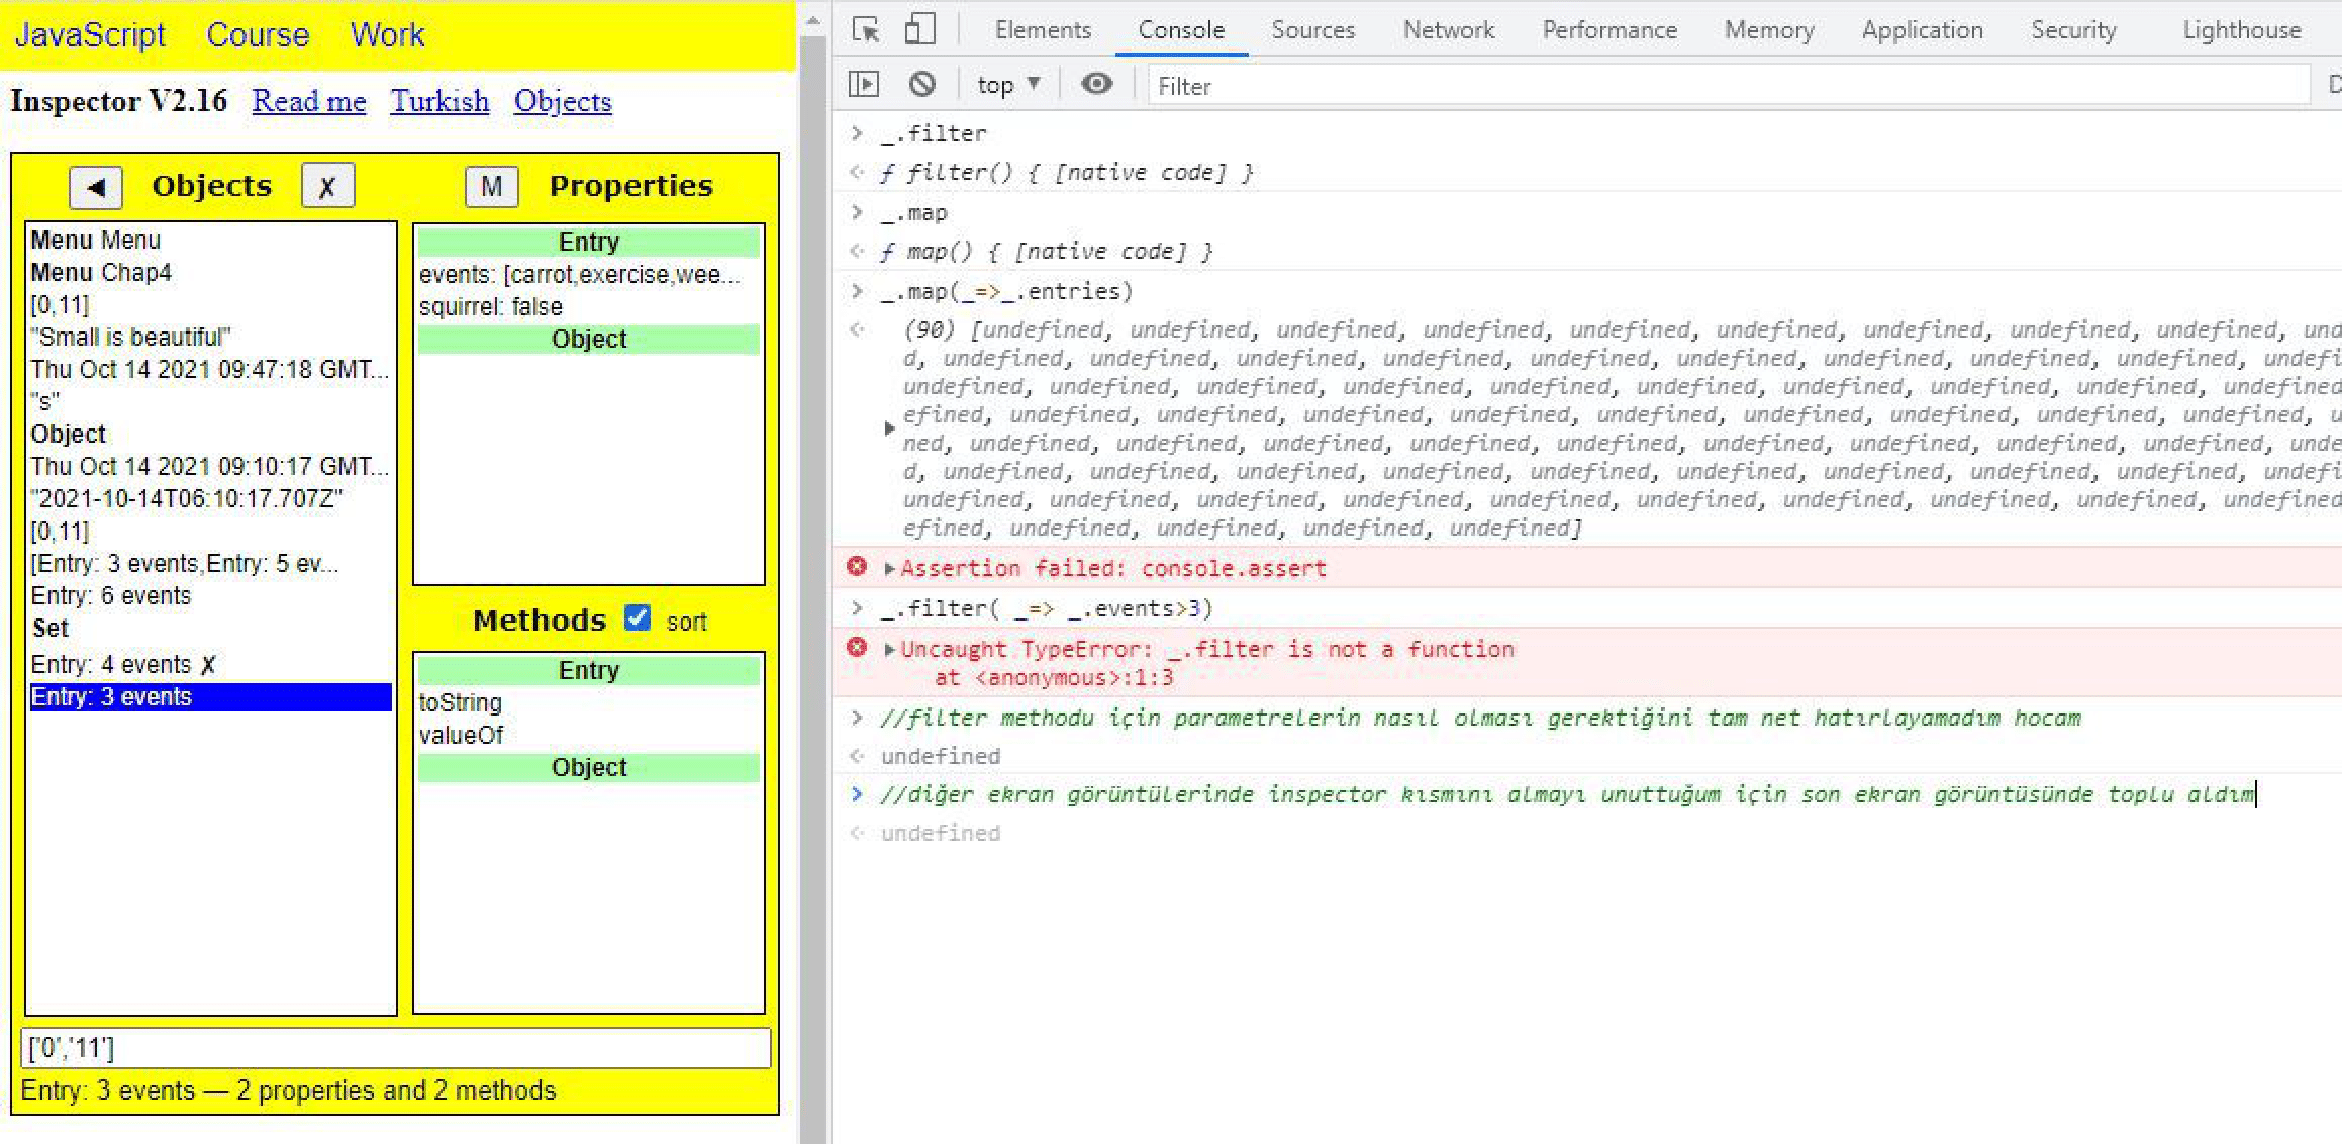 JavaScript Course Work
Inspector V2.16 Read me Turkish Objects
◄ Objects ✗ M Properties
Menu Menu
Menu Chap4
[0,11]
"Small is beautiful"
Thu Oct 14 2021 09:47:18 GMT...
"s"
Object
Thu Oct 14 2021 09:10:17 GMT...
"2021-10-14T06:10:17.707Z"
[0,11]
[Entry: 3 events,Entry: 5 ev...
Entry: 6 events
Set
Entry: 4 events ✗
Entry: 3 events
Entry
events: [carrot,exercise,wee...
squirrel: false
Object
Methods sort
Entry
toString
valueOf
Object
['0','11']
Entry: 3 events — 2 properties and 2 methods
Elements Console Sources Network Performance Memory Application Security Lighthouse
top ▼ Filter
> _.filter
< ƒ filter() { [native code] }
> _.map
< ƒ map() { [native code] }
> _.map(_=>_.entries)
(90) [undefined, undefined, undefined, undefined, undefined, undefined, undefined, undefined, undefined, und
d, undefined, undefined, undefined, undefined, undefined, undefined, undefined, undefined, undefined, undefi
undefined, undefined, undefined, undefined, undefined, undefined, undefined, undefined, undefined, undefined
efined, undefined, undefined, undefined, undefined, undefined, undefined, undefined, undefined, undefined, u
ned, undefined, undefined, undefined, undefined, undefined, undefined, undefined, undefined, undefined, unde
d, undefined, undefined, undefined, undefined, undefined, undefined, undefined, undefined, undefined, undefi
undefined, undefined, undefined, undefined, undefined, undefined, undefined, undefined, undefined, undefined
efined, undefined, undefined, undefined, undefined]
Assertion failed: console.assert
> _.filter( _=> _.events>3)
Uncaught TypeError: _.filter is not a function
at <anonymous>:1:3
> //filter methodu için parametrelerin nasıl olması gerektiğini tam net hatırlayamadım hocam
< undefined
> //diğer ekran görüntülerinde inspector kısmını almayı unuttuğum için son ekran görüntüsünde toplu aldım
< undefined